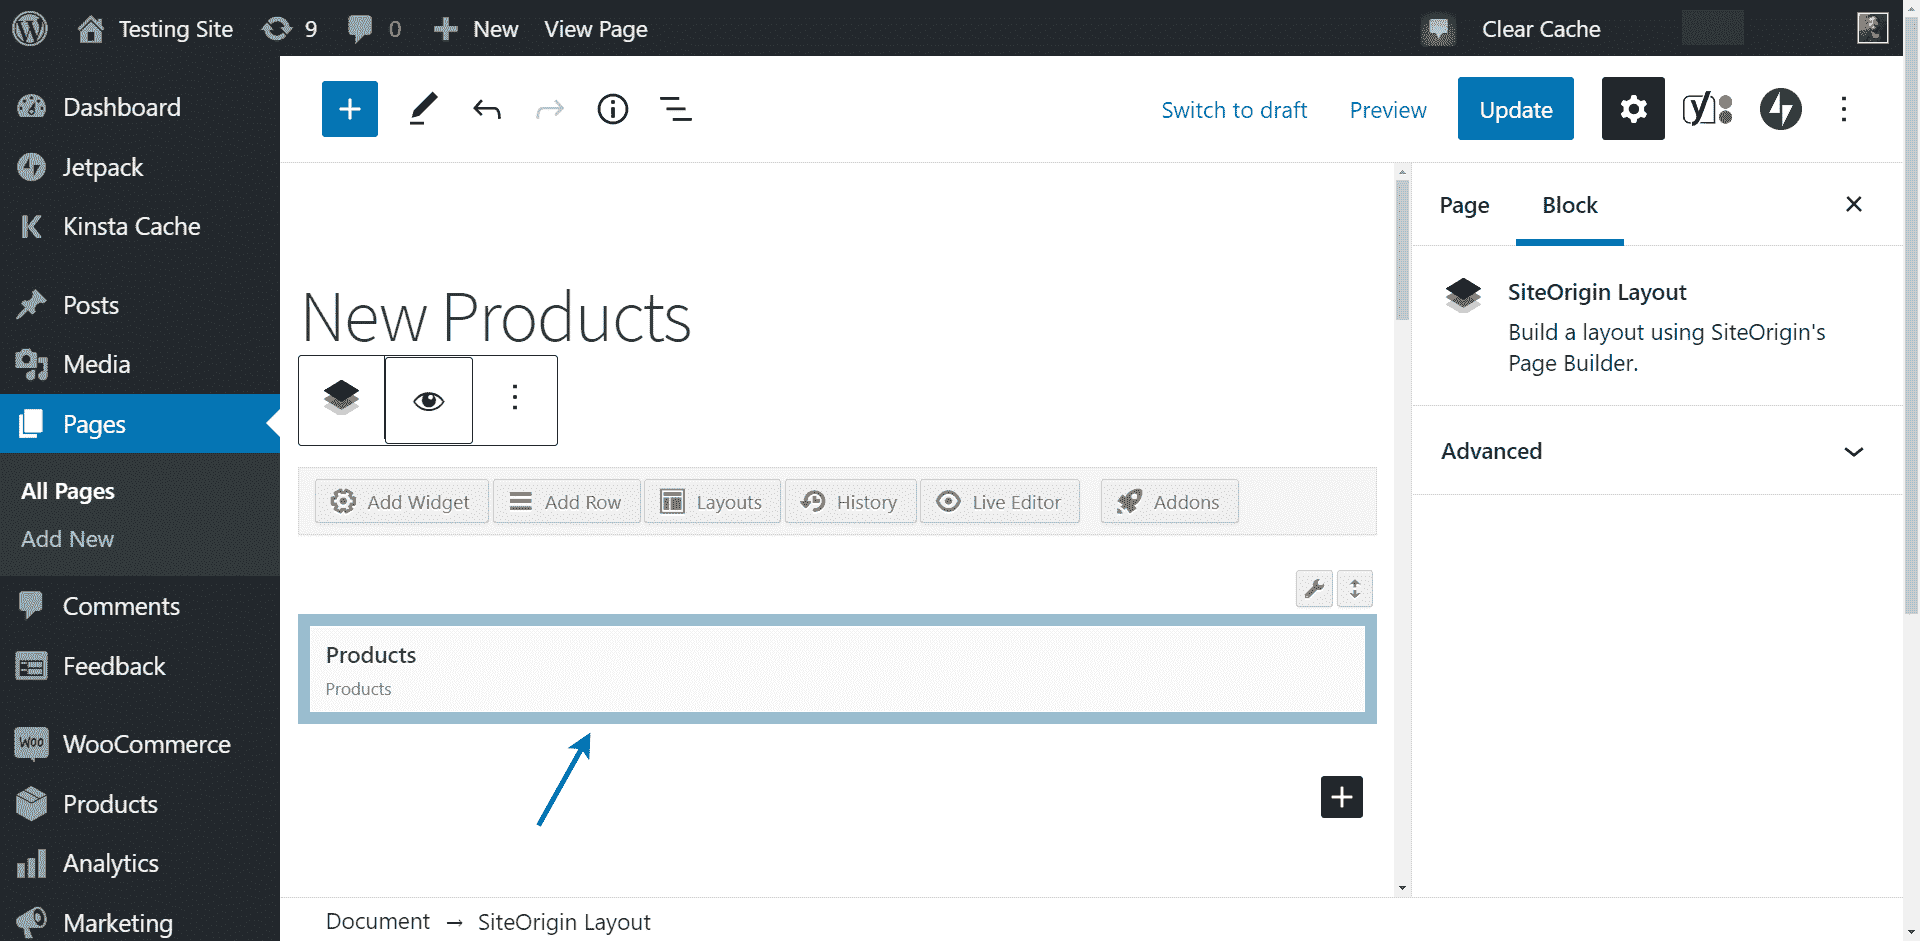 Testing Site 9 0 New View Page Clear Cache
Dashboard
Jetpack
Kinsta Cache
Posts
Media
Pages
All Pages
Add New
Comments
Feedback
WOO WooCommerce
Products
Analytics
Marketing
Switch to draft Preview Update
New Products
Add Widget Add Row Layouts History Live Editor Addons
Products
Products
Document → SiteOrigin Layout
Page Block
SiteOrigin Layout
Build a layout using SiteOrigin's
Page Builder.
Advanced